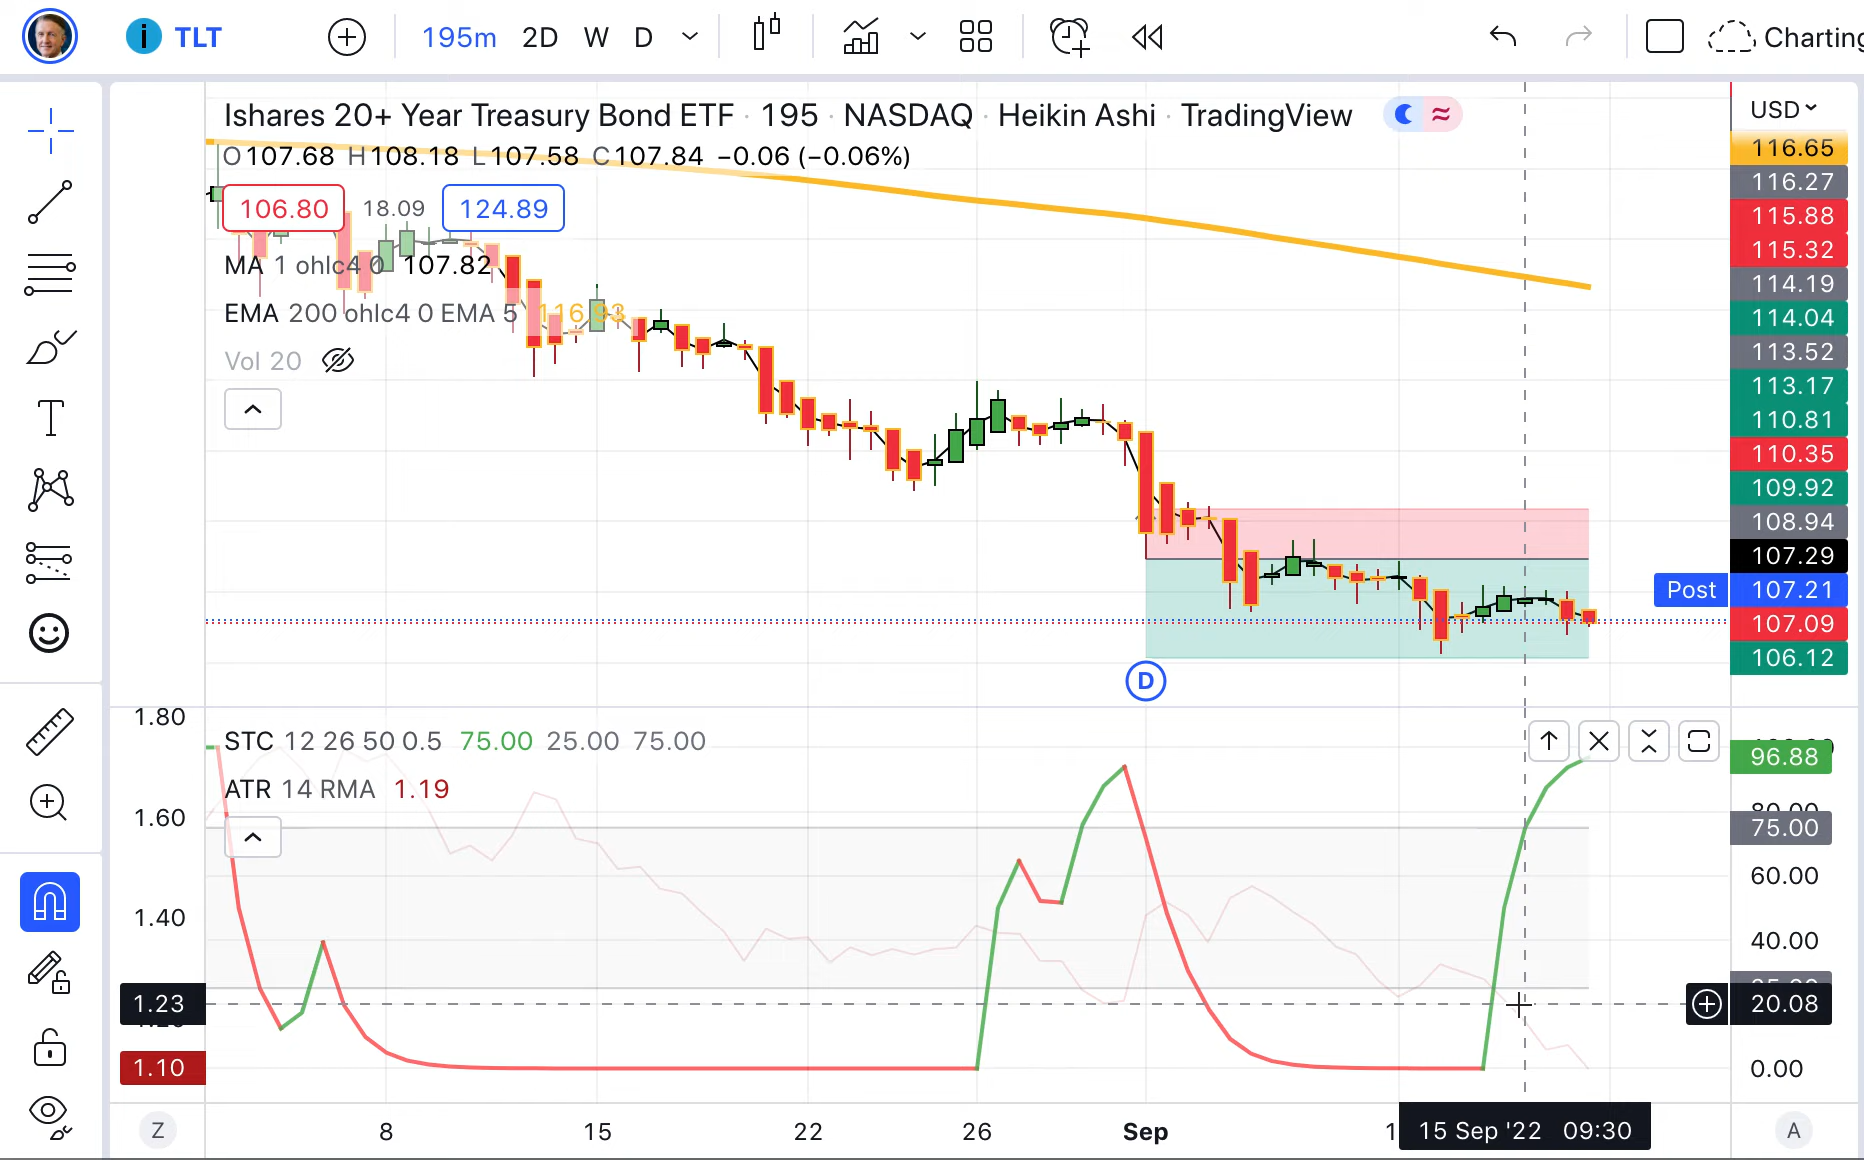 TLT 195m 2D W D Charting
Ishares 20+ Year Treasury Bond ETF · 195 · NASDAQ · Heikin Ashi · TradingView
USD
O107.68 H108.18 L107.58 C107.84 −0.06 (−0.06%)
106.80 18.09 124.89
MA 1 ohlc4 0 107.82
EMA 200 ohlc4 0 EMA 5 116.93
Vol 20
116.65
116.27
115.88
115.32
114.19
114.04
113.52
113.17
110.81
110.35
109.92
108.94
107.29
Post 107.21
107.09
106.12
D
STC 12 26 50 0.5 75.00 25.00 75.00
ATR 14 RMA 1.19
1.80
1.60
1.40
1.23
1.10
96.88
80.00
75.00
60.00
40.00
20.08
0.00
Z 8 15 22 26 Sep 15 Sep '22 09:30 A